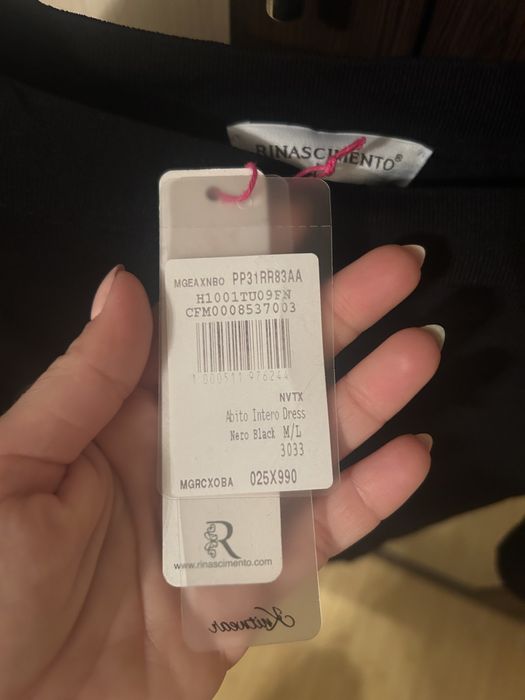 RINASCIMENTO®
MGEAXNBO PP31RR83AA
H1001TU09FN
CFM0008537003
1 000511 976244
NVTX
Abito Intero Dress
Nero Black M/L
3033
MGRCXOBA 025X990
R
www.rinascimento.com
Knitwear